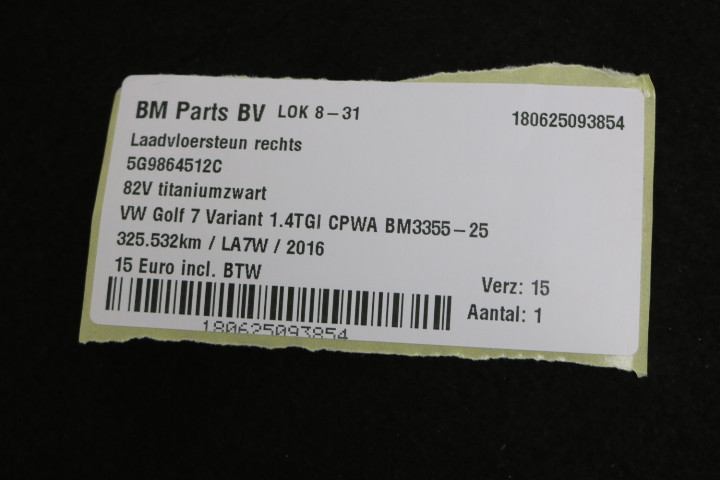 BM Parts BV LOK 8-31 180625093854
Laadvloersteun rechts
5G9864512C
82V titaniumzwart
VW Golf 7 Variant 1.4TGI CPWA BM3355-25
325.532km / LA7W / 2016
15 Euro incl. BTW
Verz: 15
Aantal: 1
180625093854